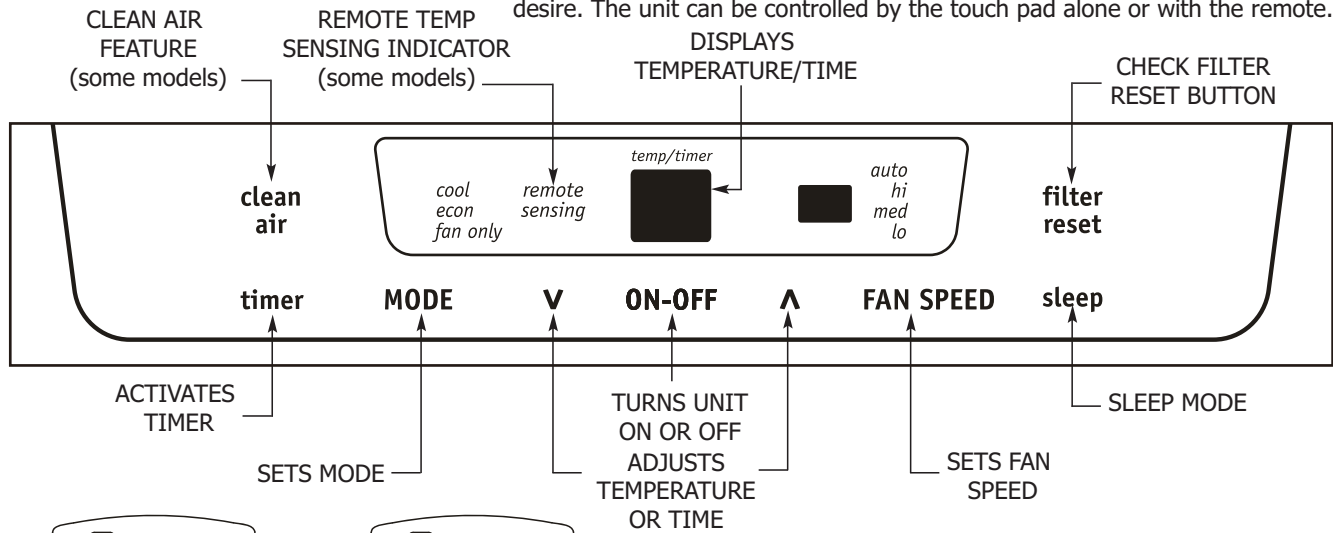 desire. The unit can be controlled by the touch pad alone or with the remote.
CLEAN AIR
FEATURE
(some models)
REMOTE TEMP
SENSING INDICATOR
(some models)
DISPLAYS
TEMPERATURE/TIME
CHECK FILTER
RESET BUTTON
clean
air
cool
econ
fan only
remote
sensing
temp/timer
auto
hi
med
lo
filter
reset
timer
MODE
V
ON-OFF
Λ
FAN SPEED
sleep
ACTIVATES
TIMER
SETS MODE
TURNS UNIT
ON OR OFF
ADJUSTS
TEMPERATURE
OR TIME
SETS FAN
SPEED
SLEEP MODE